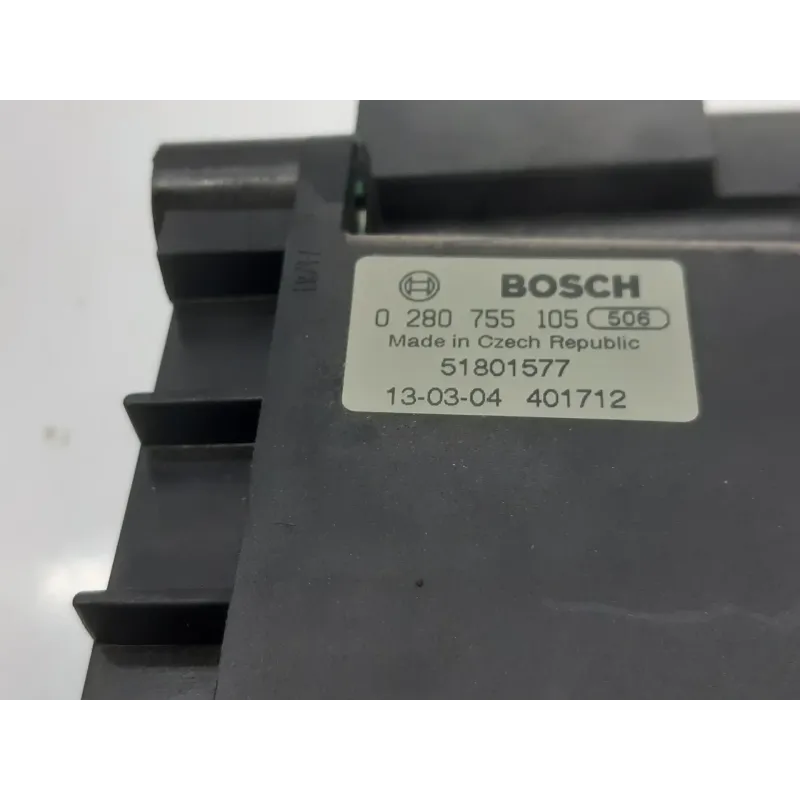 BOSCH
0 280 755 105 506
Made in Czech Republic
51801577
13-03-04 401712